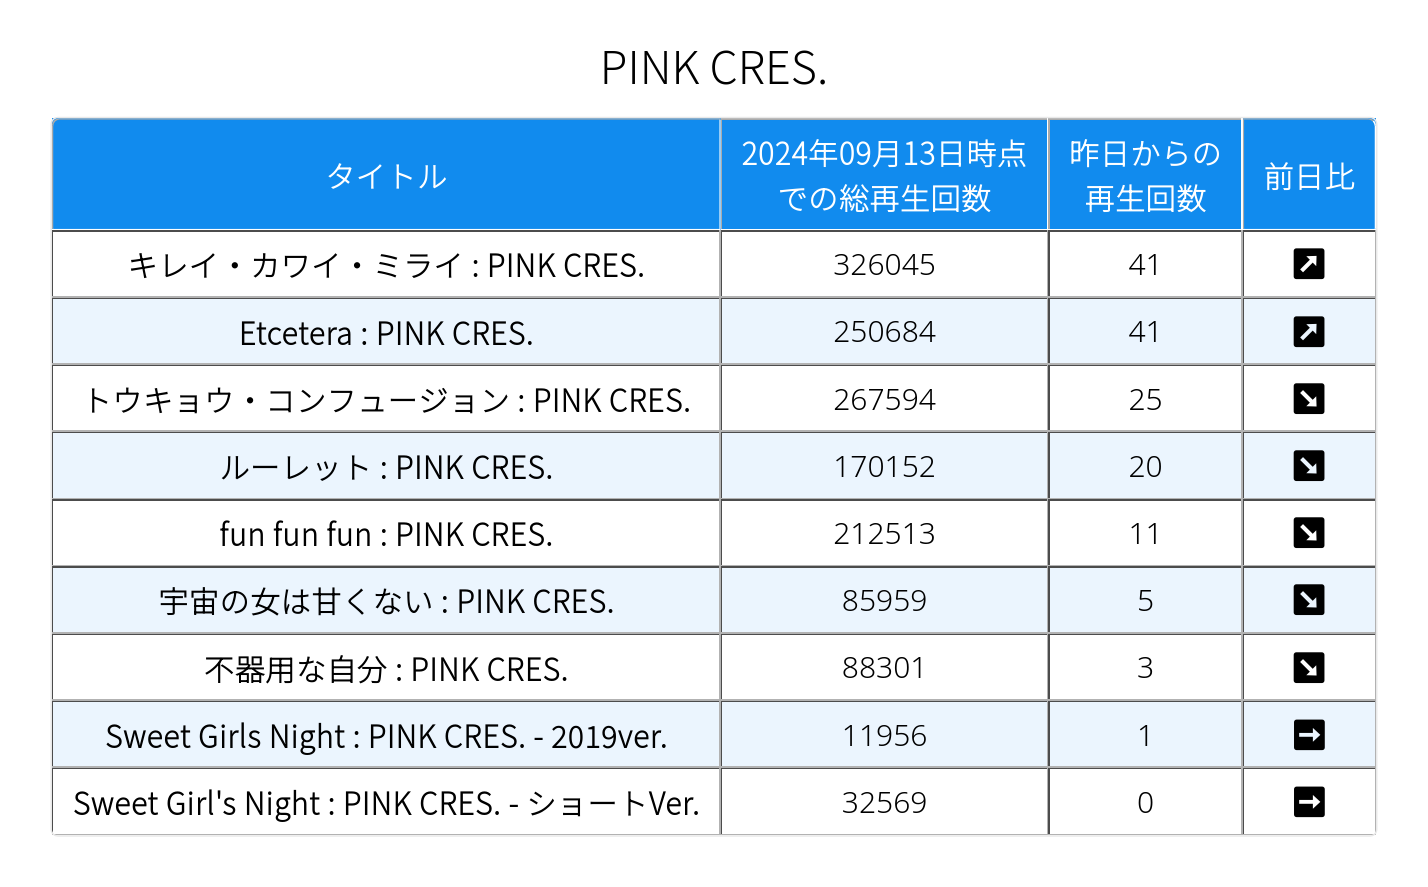 PINK CRES.
タイトル 2024年09月13日時点 昨日からの 前日比
での総再生回数 再生回数
キレイ・カワイ・ミライ : PINK CRES. 326045 41 ↗
Etcetera : PINK CRES. 250684 41 ↗
トウキョウ・コンフュージョン : PINK CRES. 267594 25 ↘
ルーレット : PINK CRES. 170152 20 ↘
fun fun fun : PINK CRES. 212513 11 ↘
宇宙の女は甘くない : PINK CRES. 85959 5 ↘
不器用な自分 : PINK CRES. 88301 3 ↘
Sweet Girls Night : PINK CRES. - 2019ver. 11956 1 →
Sweet Girl's Night : PINK CRES. - ショートVer. 32569 0 →